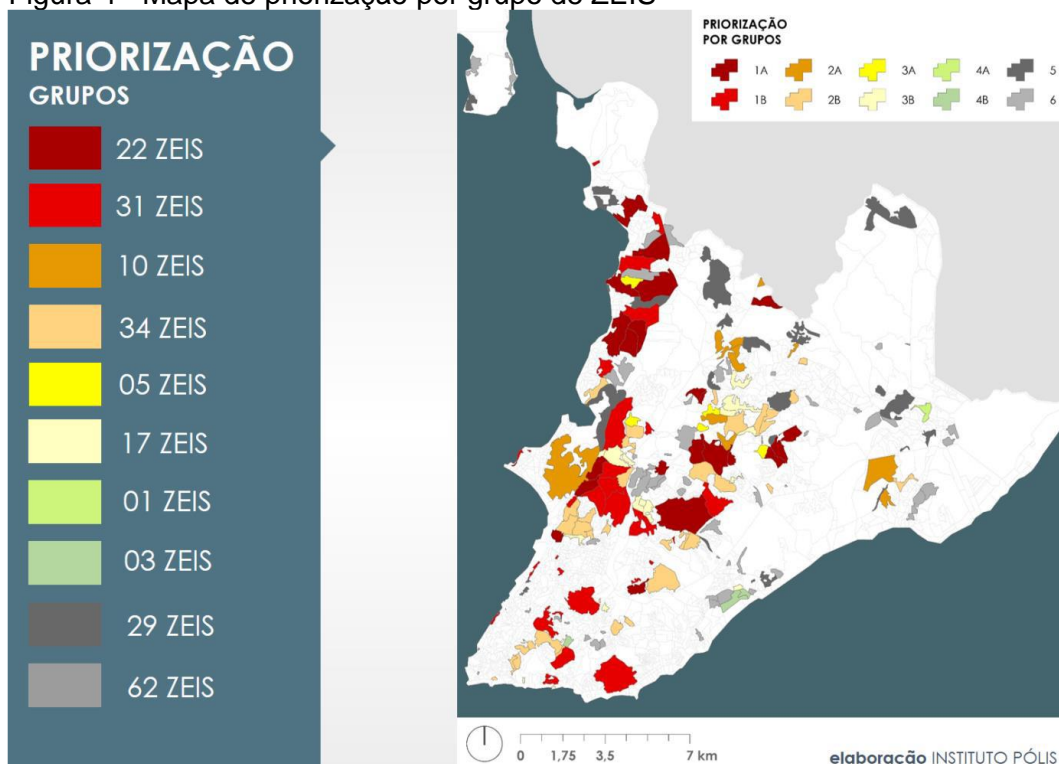 Figura 4 - Mapa de priorização por grupo de ZEIS
PRIORIZAÇÃO
GRUPOS
22 ZEIS
31 ZEIS
10 ZEIS
34 ZEIS
05 ZEIS
17 ZEIS
01 ZEIS
03 ZEIS
29 ZEIS
62 ZEIS
PRIORIZAÇÃO
POR GRUPOS
1A 2A 3A 4A 5
1B 2B 3B 4B 6
0 1,75 3,5 7 km
elaboração INSTITUTO PÓLIS